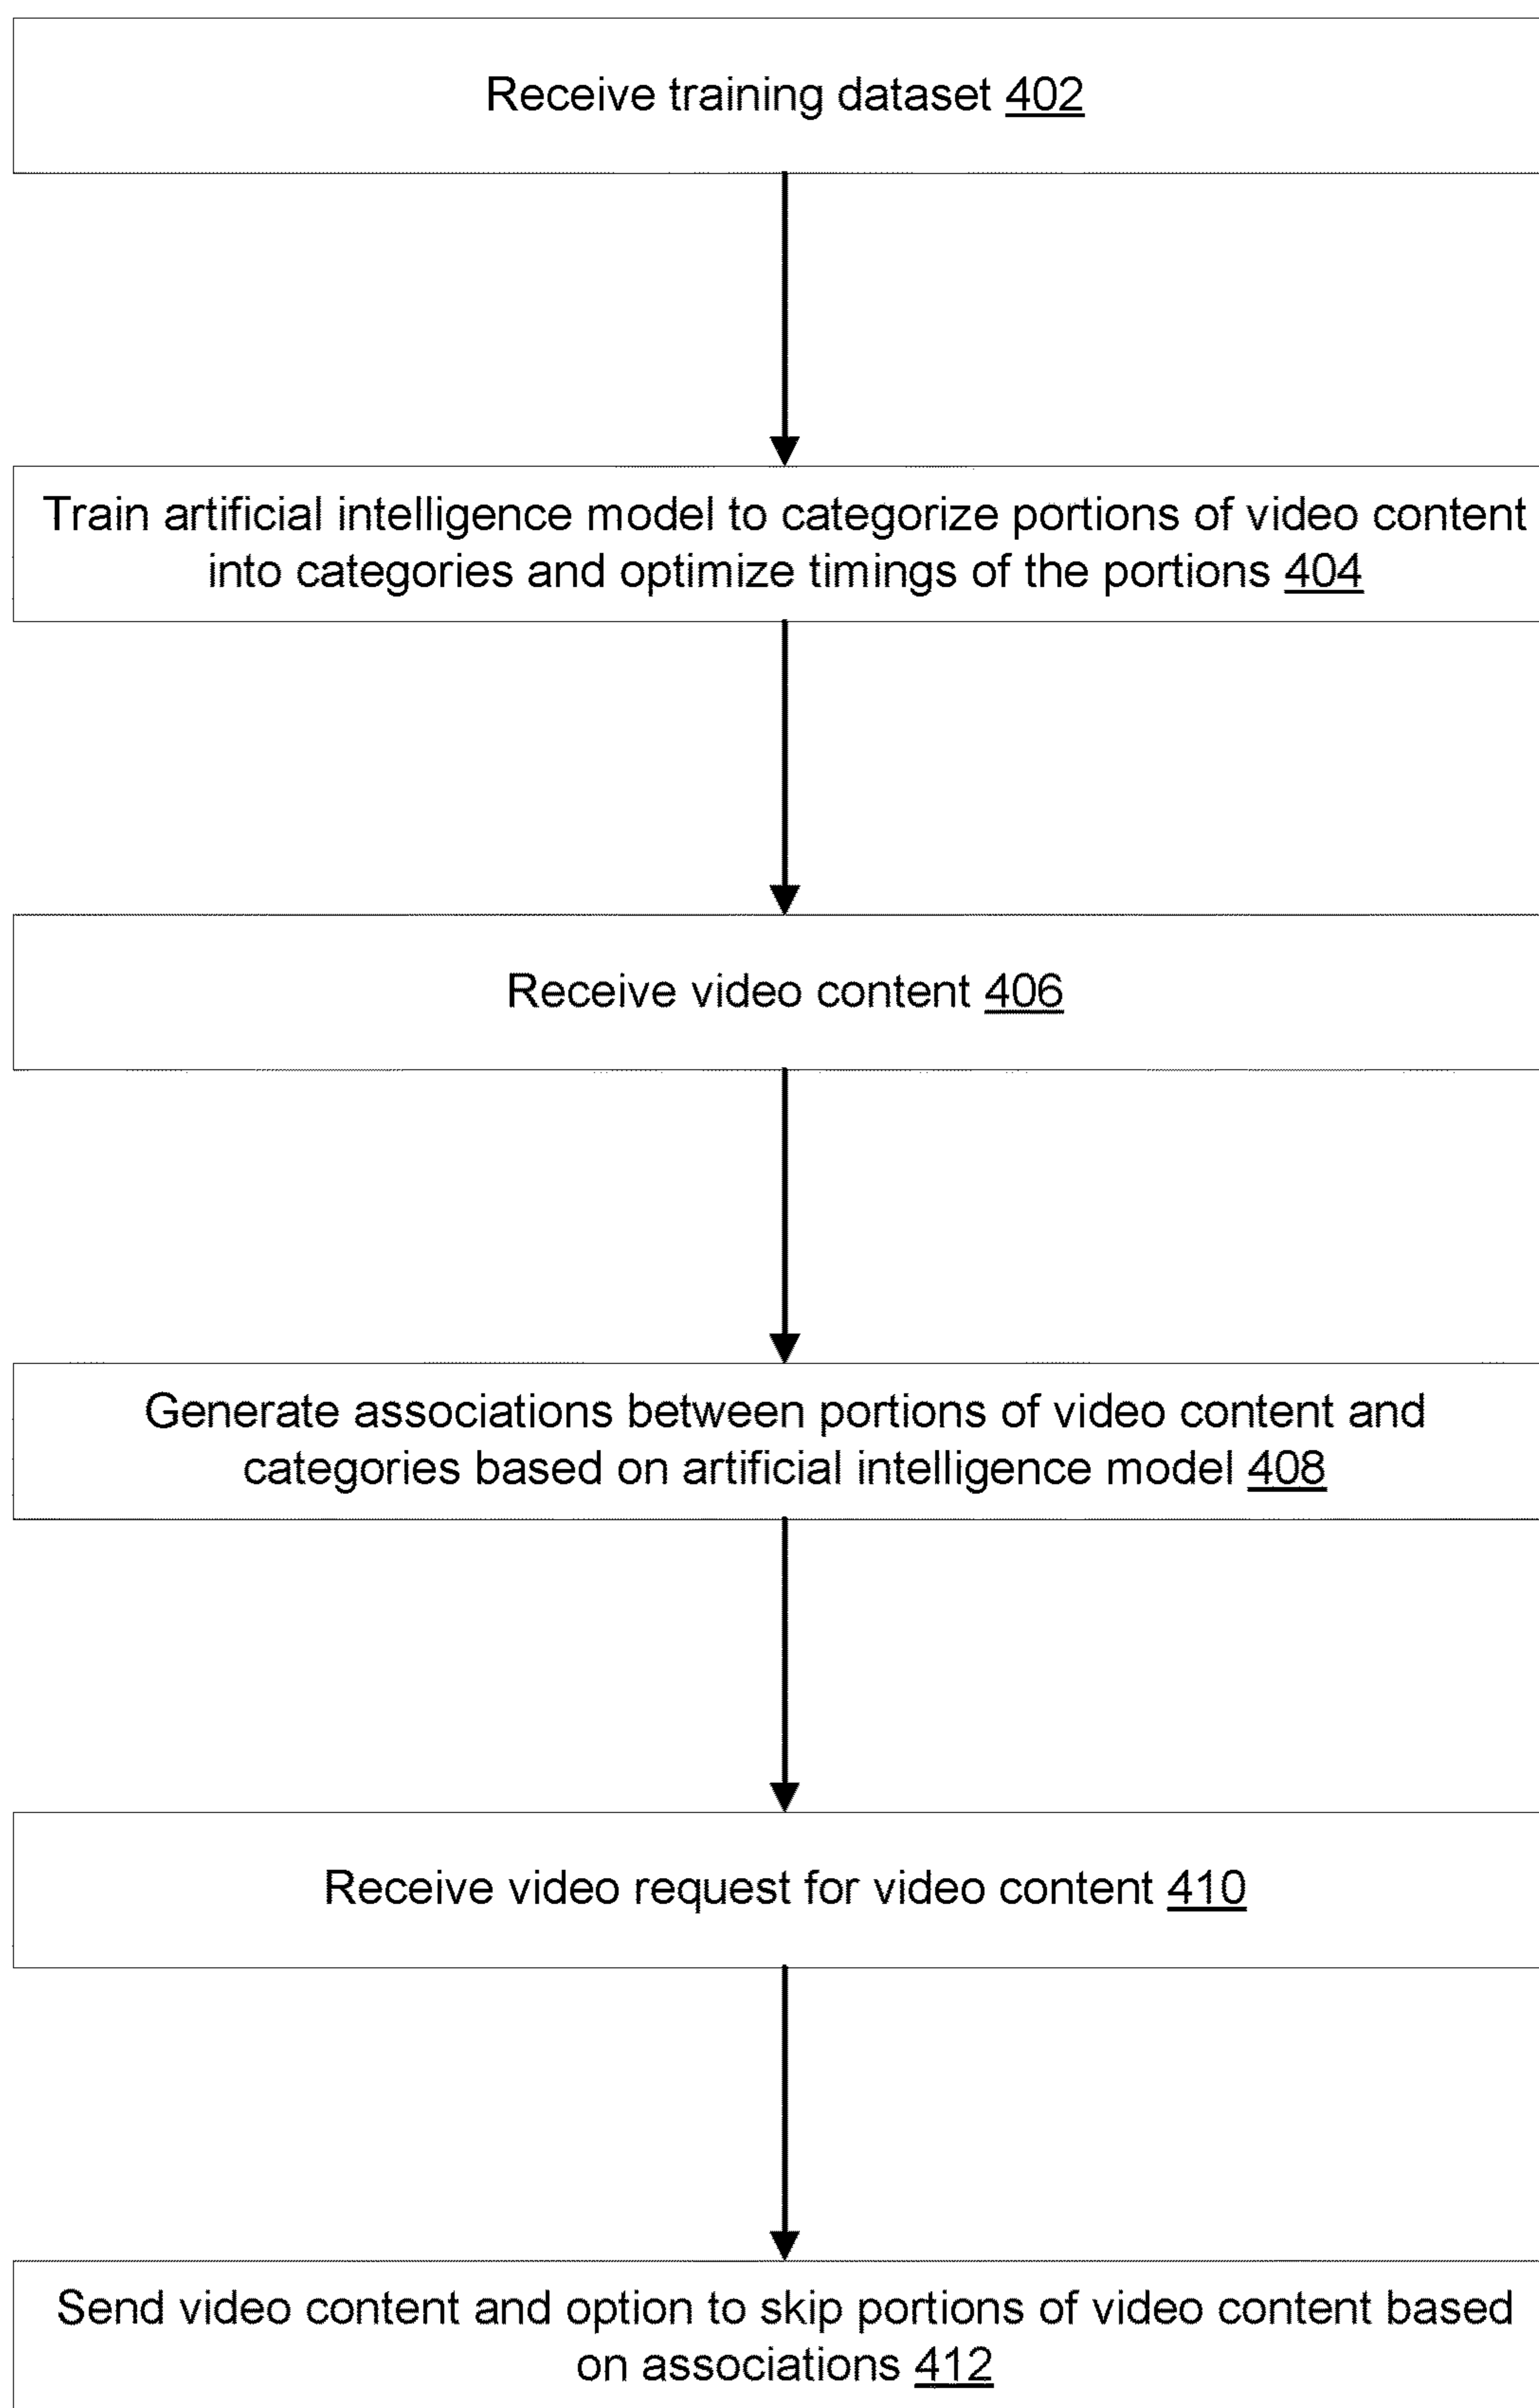 Receive training dataset 402
Train artificial intelligence model to categorize portions of video content
into categories and optimize timings of the portions 404
Receive video content 406
Generate associations between portions of video content and
categories based on artificial intelligence model 408
Receive video request for video content 410
Send video content and option to skip portions of video content based
on associations 412